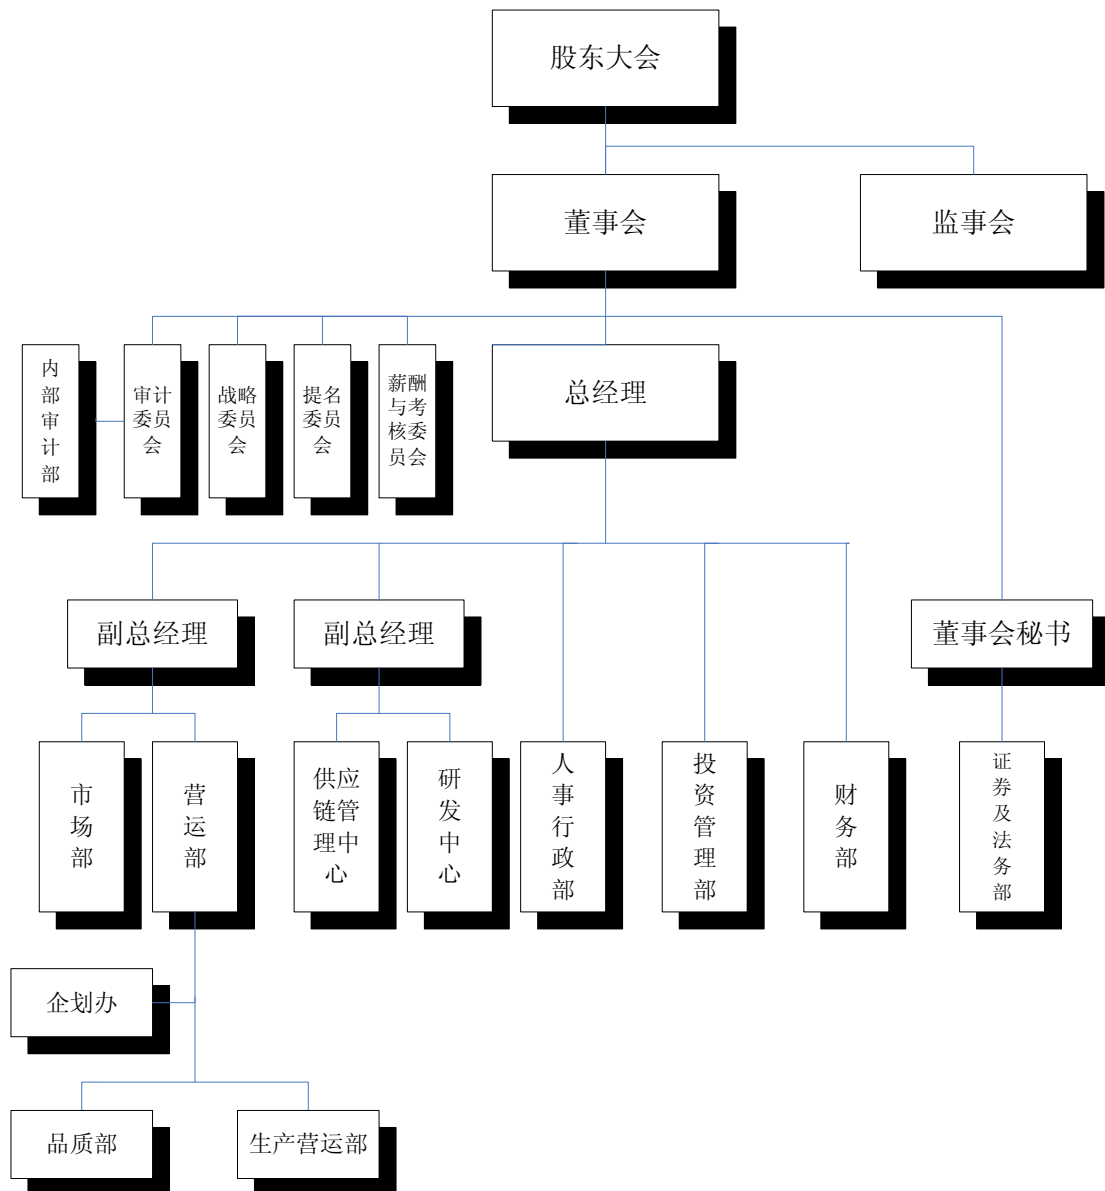 股东大会
董事会
监事会
内
部
审
计
部
审计
委员
会
战略
委员
会
提名
委员
会
薪酬
与考
核委
员会
总经理
副总经理
副总经理
董事会秘书
市
场
部
营
运
部
供应
链管
理中
心
研
发
中
心
人
事
行
政
部
投
资
管
理
部
财
务
部
证
券
及
法
务
部
企划办
品质部
生产营运部